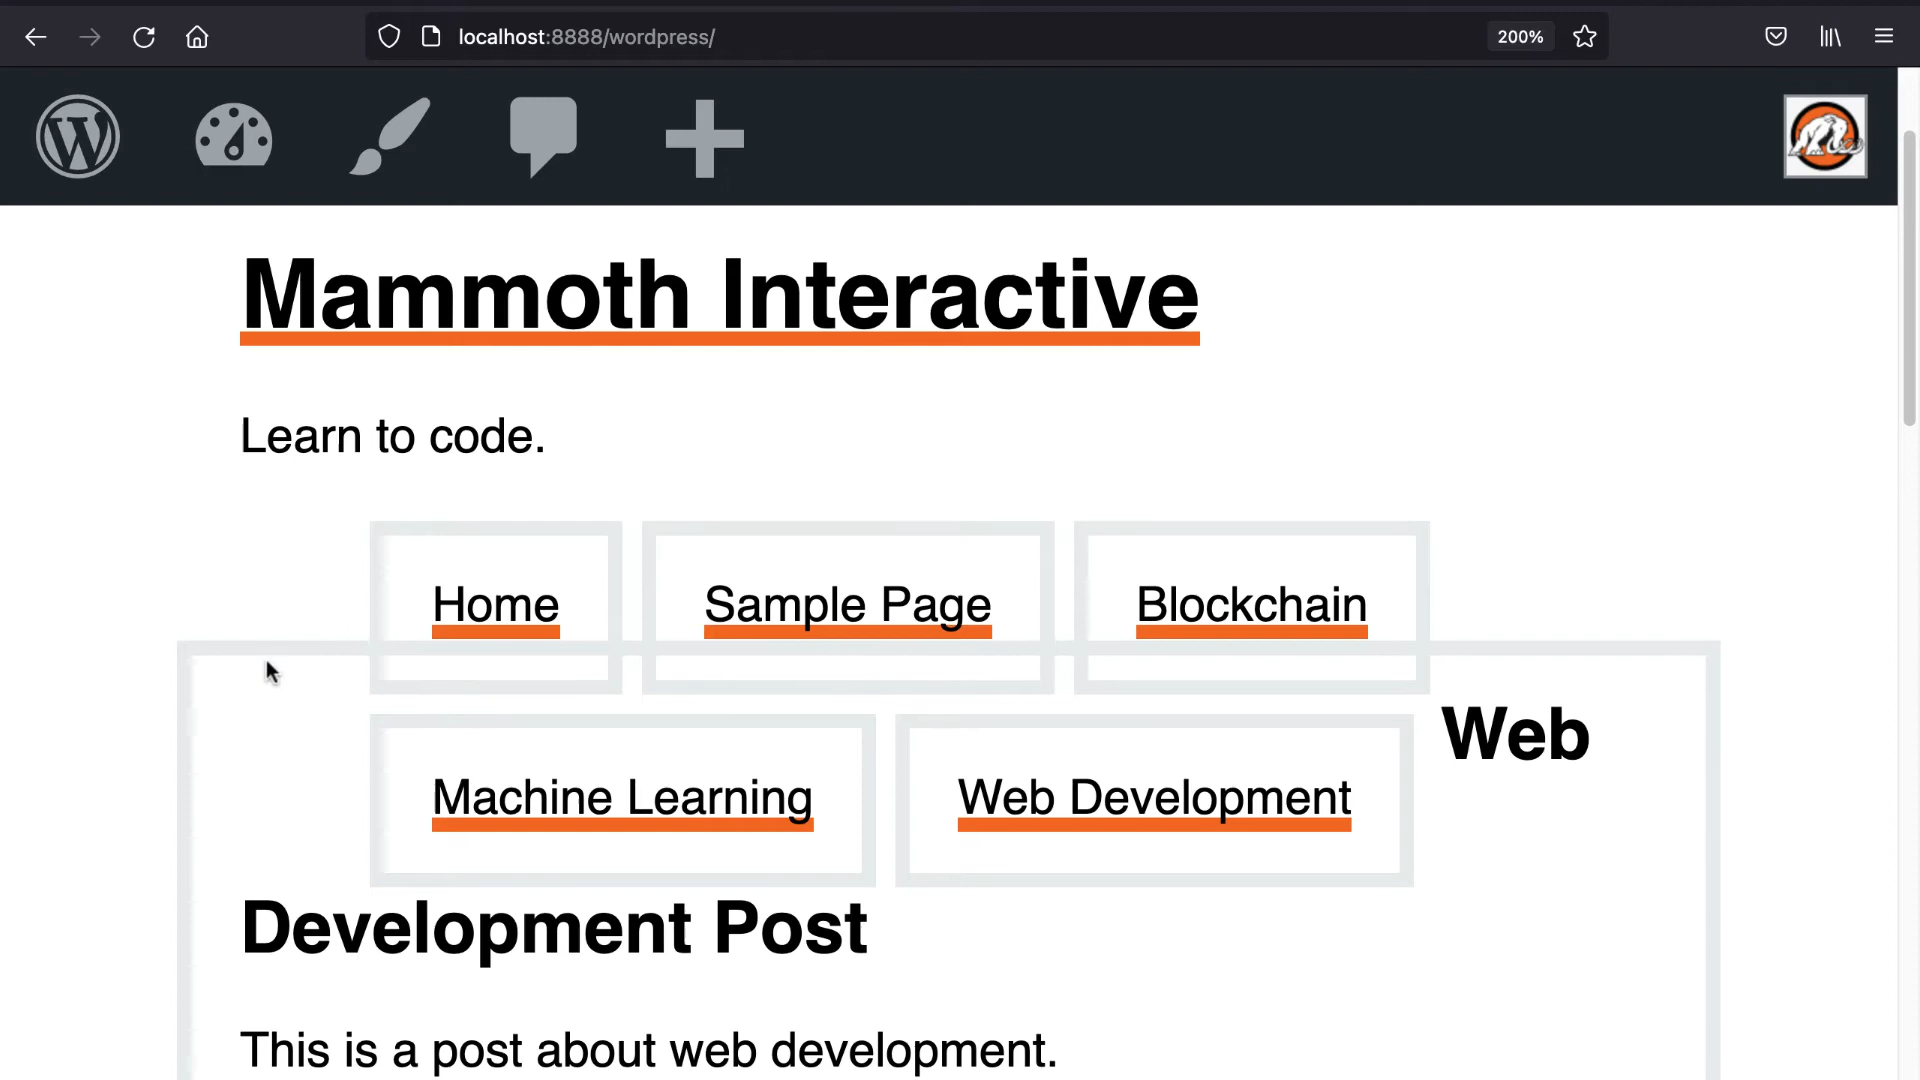 localhost:8888/wordpress/ 200%
Mammoth Interactive
Learn to code.
Home Sample Page Blockchain
Machine Learning Web Development
Web
Development Post
This is a post about web development.